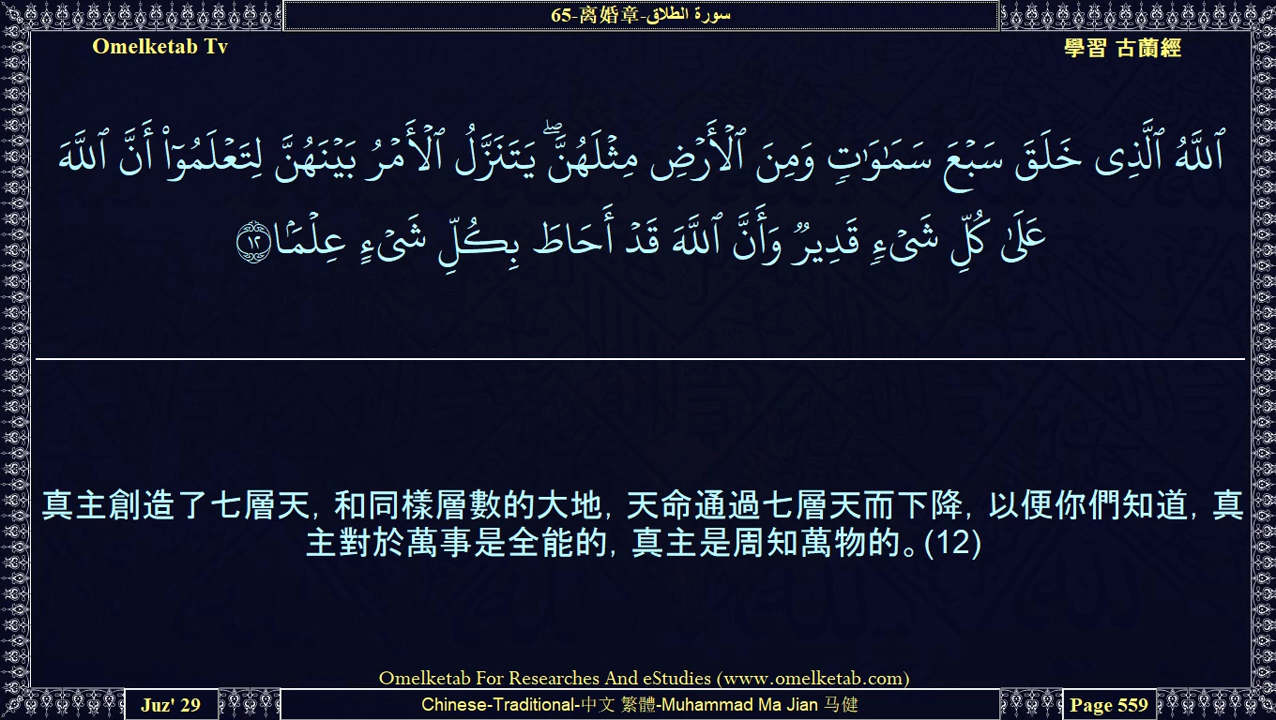 65-离婚章-سورة الطلاق
Omelketab Tv
學習 古蘭經
ٱللَّهُ ٱلَّذِى خَلَقَ سَبْعَ سَمَـٰوَٰتٍۢ وَمِنَ ٱلْأَرْضِ مِثْلَهُنَّ ۖ يَتَنَزَّلُ ٱلْأَمْرُ بَيْنَهُنَّ لِتَعْلَمُوٓا۟ أَنَّ ٱللَّهَ
عَلَىٰ كُلِّ شَىْءٍۢ قَدِيرٌۭ وَأَنَّ ٱللَّهَ قَدْ أَحَاطَ بِكُلِّ شَىْءٍ عِلْمًۢا ١٢
真主創造了七層天, 和同樣層數的大地, 天命通過七層天而下降, 以便你們知道, 真
主對於萬事是全能的, 真主是周知萬物的。(12)
Omelketab For Researches And eStudies (www.omelketab.com)
Juz' 29
Chinese-Traditional-中文 繁體-Muhammad Ma Jian 马健
Page 559